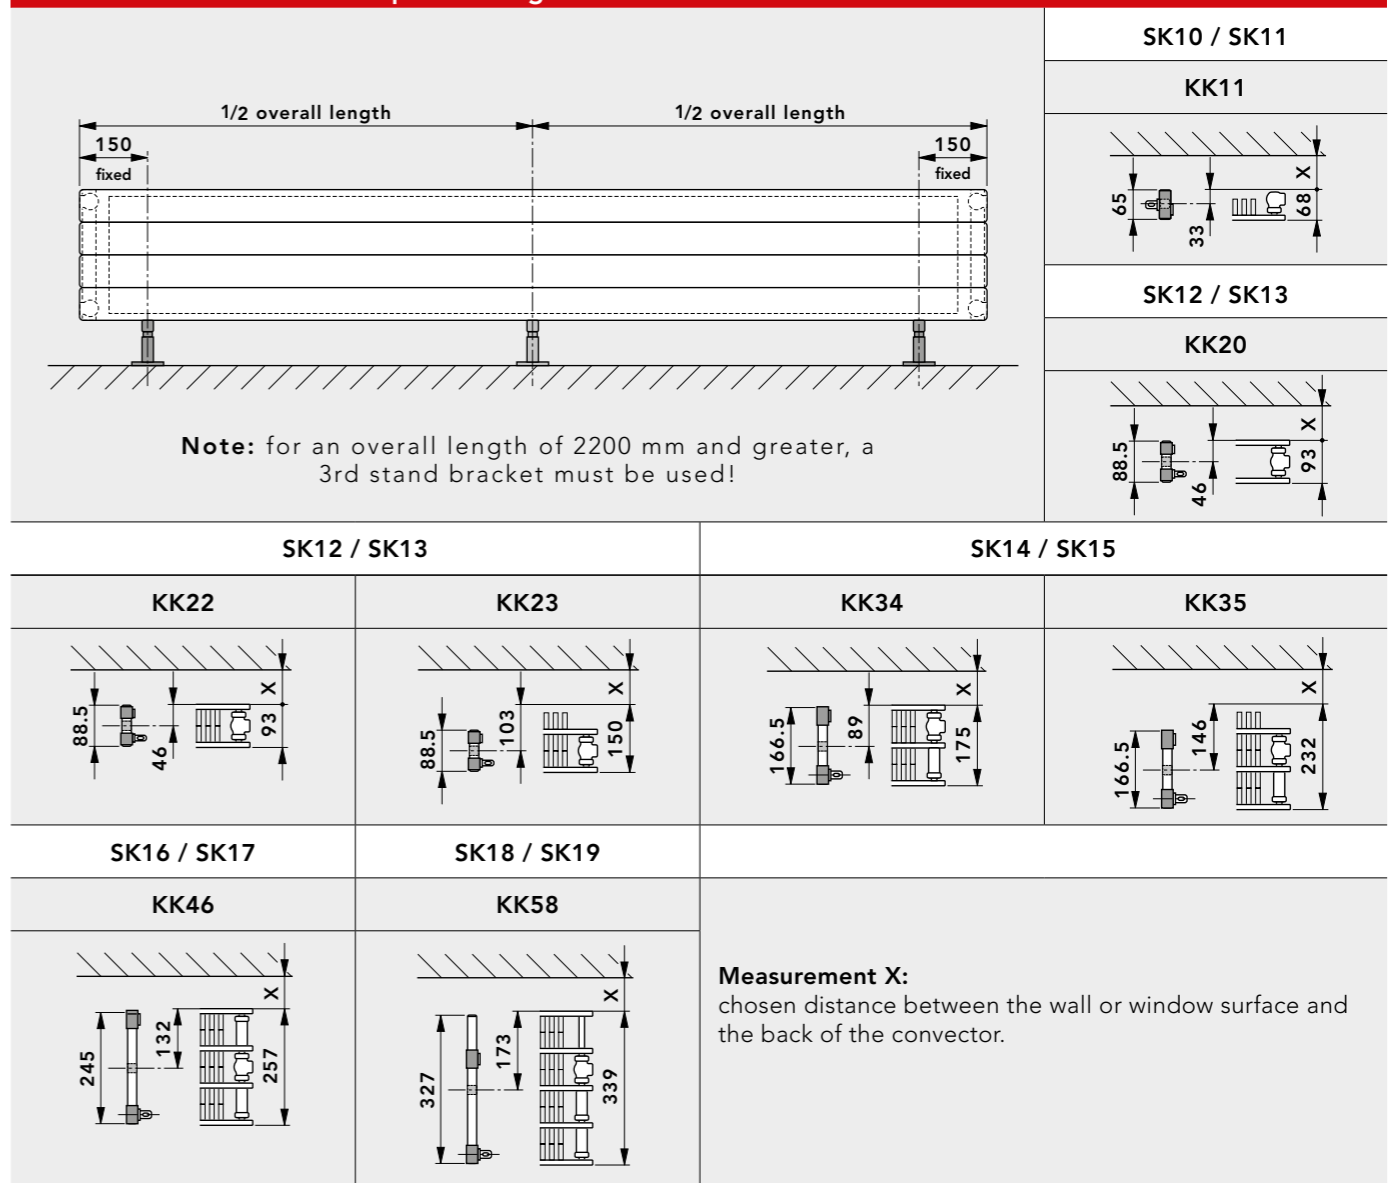 SK10 / SK11
KK11
1/2 overall length
1/2 overall length
150
fixed
150
fixed
X
65
33
68
SK12 / SK13
KK20
X
88.5
46
93
Note: for an overall length of 2200 mm and greater, a
3rd stand bracket must be used!
SK12 / SK13
SK14 / SK15
KK22
KK23
KK34
KK35
X
88.5
46
93
X
88.5
103
150
X
166.5
89
175
X
166.5
146
232
SK16 / SK17
SK18 / SK19
KK46
KK58
X
245
132
257
X
327
173
339
Measurement X:
chosen distance between the wall or window surface and
the back of the convector.